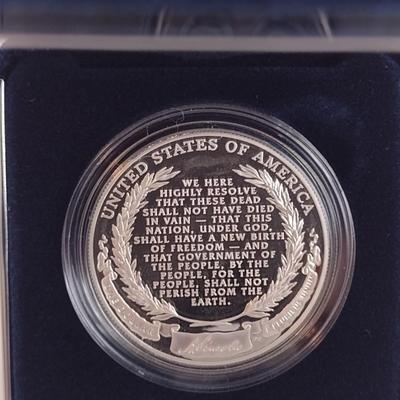 UNITED STATES OF AMERICA
WE HERE
HIGHLY RESOLVE
THAT THESE DEAD
SHALL NOT HAVE DIED
IN VAIN — THAT THIS
NATION, UNDER GOD,
SHALL HAVE A NEW BIRTH
OF FREEDOM — AND
THAT GOVERNMENT OF
THE PEOPLE, BY THE
PEOPLE, FOR THE
PEOPLE, SHALL NOT
PERISH FROM THE
EARTH.